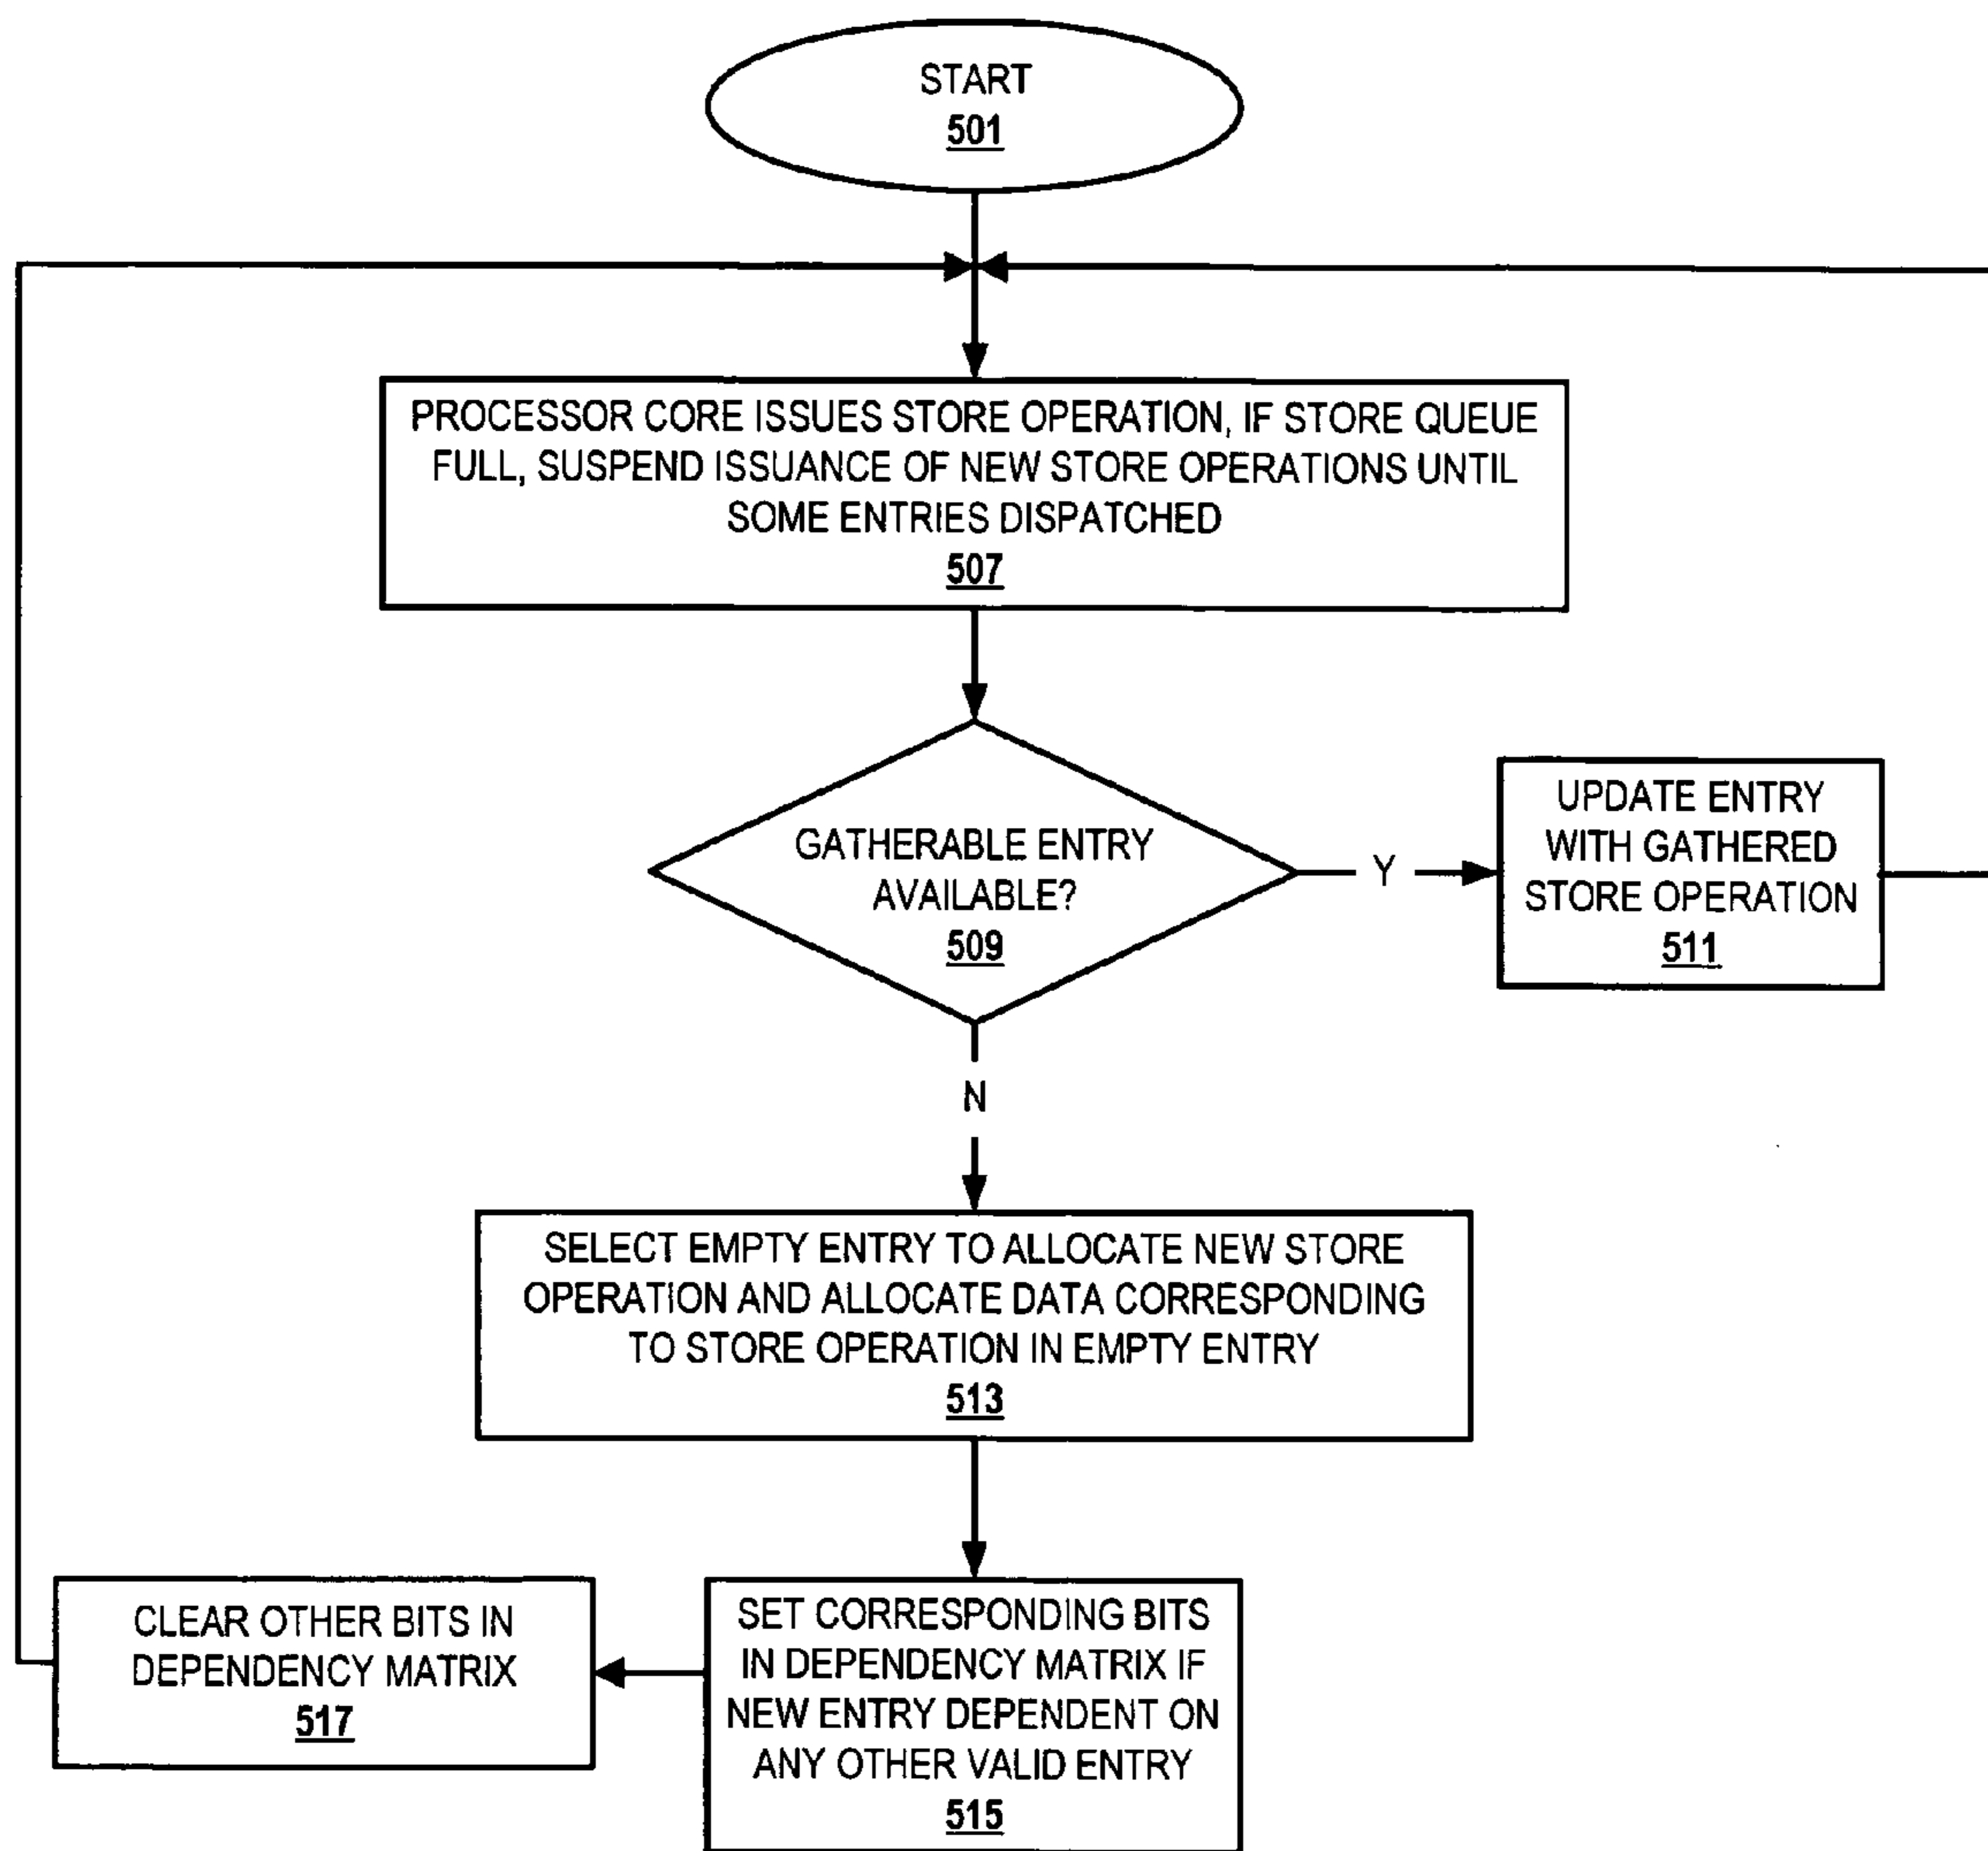 START
501
PROCESSOR CORE ISSUES STORE OPERATION, IF STORE QUEUE
FULL, SUSPEND ISSUANCE OF NEW STORE OPERATIONS UNTIL
SOME ENTRIES DISPATCHED
507
GATHERABLE ENTRY
AVAILABLE?
509
Y
UPDATE ENTRY
WITH GATHERED
STORE OPERATION
511
N
SELECT EMPTY ENTRY TO ALLOCATE NEW STORE
OPERATION AND ALLOCATE DATA CORRESPONDING
TO STORE OPERATION IN EMPTY ENTRY
513
SET CORRESPONDING BITS
IN DEPENDENCY MATRIX IF
NEW ENTRY DEPENDENT ON
ANY OTHER VALID ENTRY
515
CLEAR OTHER BITS IN
DEPENDENCY MATRIX
517